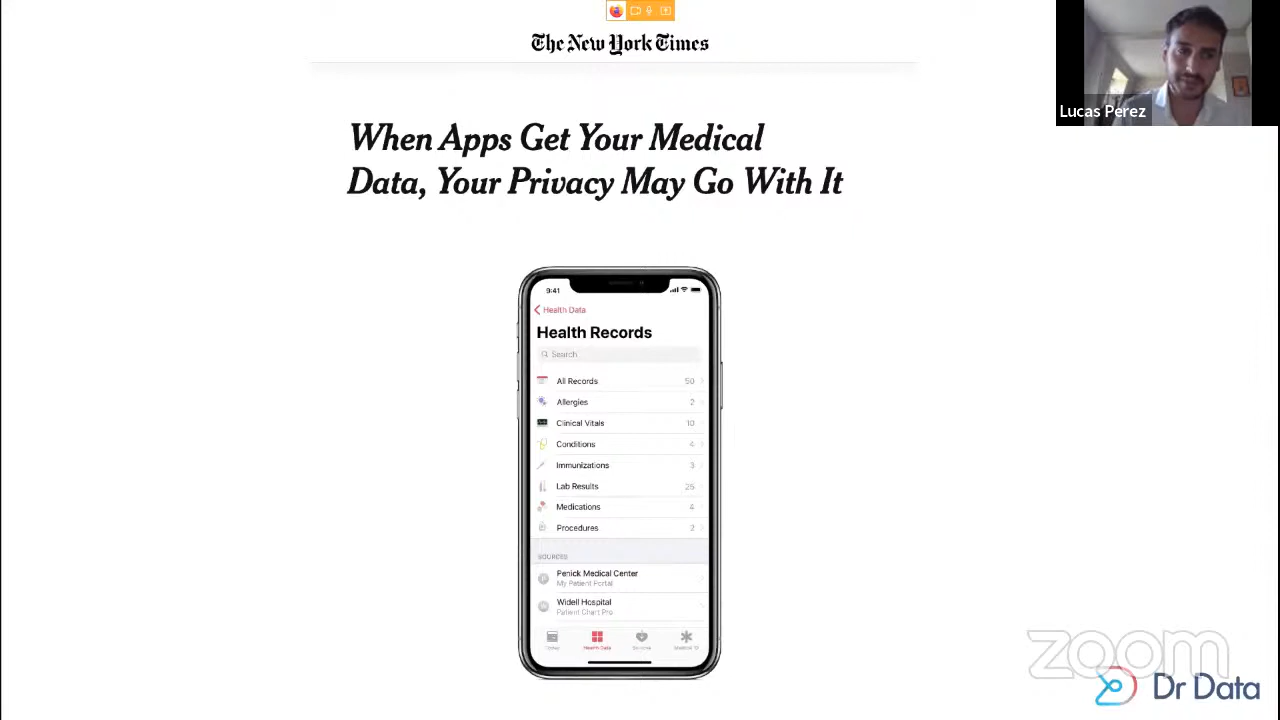 The New York Times
Lucas Perez
When Apps Get Your Medical
Data, Your Privacy May Go With It
9:41
Health Data
Health Records
Search
All Records 50
Allergies 2
Clinical Vitals 10
Conditions 4
Immunizations 3
Lab Results 25
Medications 4
Procedures 2
SOURCES
P Penick Medical Center
My Patient Portal
W Widell Hospital
Patient Chart Pro
Health Data
zoom
Dr Data